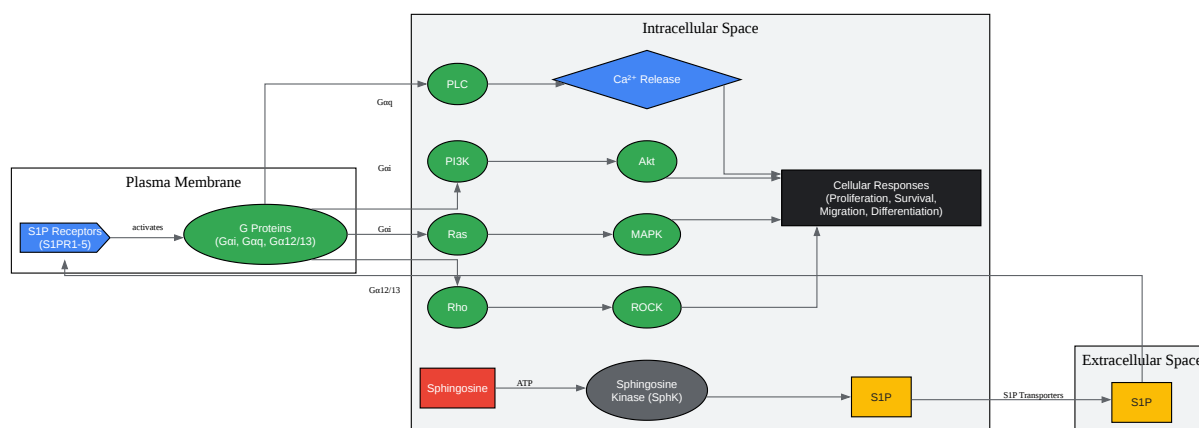 Intracellular Space
PLC
Ca²⁺ Release
Gαq
Gαi
PI3K
Akt
Plasma Membrane
Cellular Responses
(Proliferation, Survival,
Migration, Differentiation)
S1P Receptors
(S1PR1-5)
activates
G Proteins
(Gαi, Gαq, Gα12/13)
Gαi
Ras
MAPK
Gα12/13
Rho
ROCK
Extracellular Space
Sphingosine
ATP
Sphingosine
Kinase (SphK)
S1P
S1P Transporters
S1P